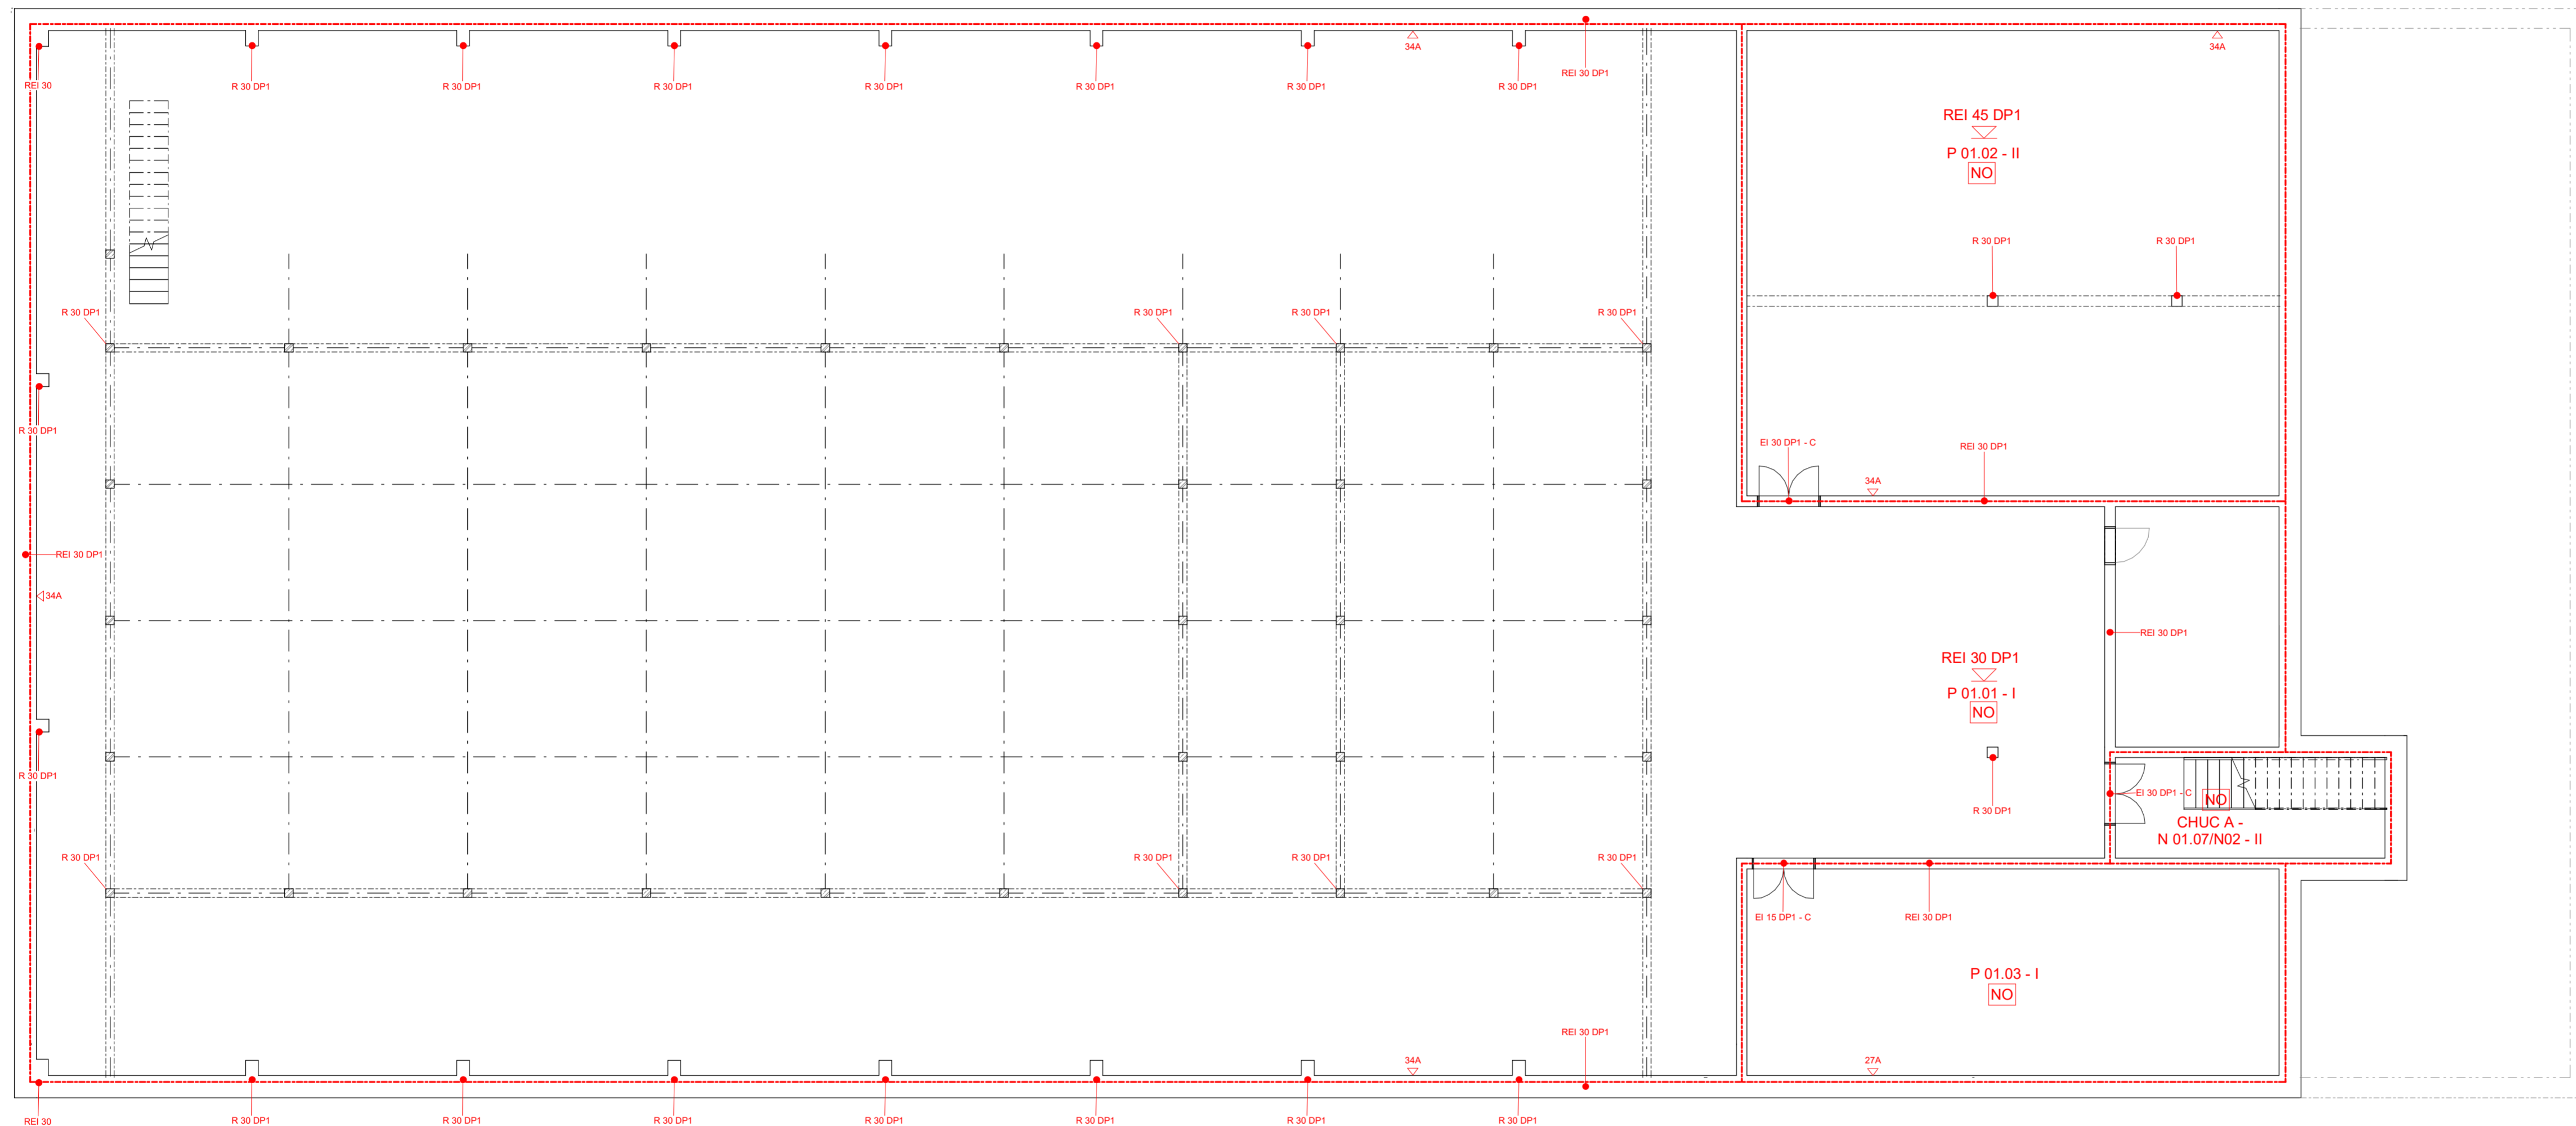 34A
34A
REI 30 DP1
REI 30
R 30 DP1
R 30 DP1
R 30 DP1
R 30 DP1
R 30 DP1
R 30 DP1
R 30 DP1
REI 45 DP1
P 01.02 - II
NO
R 30 DP1
R 30 DP1
R 30 DP1
R 30 DP1
R 30 DP1
R 30 DP1
R 30 DP1
EI 30 DP1 - C
REI 30 DP1
34A
REI 30 DP1
34A
REI 30 DP1
REI 30 DP1
P 01.01 - I
NO
R 30 DP1
EI 30 DP1 - C
NO
R 30 DP1
CHUC A -
N 01.07/N02 - II
R 30 DP1
R 30 DP1
R 30 DP1
R 30 DP1
EI 15 DP1 - C
REI 30 DP1
P 01.03 - I
NO
REI 30 DP1
34A
27A
REI 30
R 30 DP1
R 30 DP1
R 30 DP1
R 30 DP1
R 30 DP1
R 30 DP1
R 30 DP1